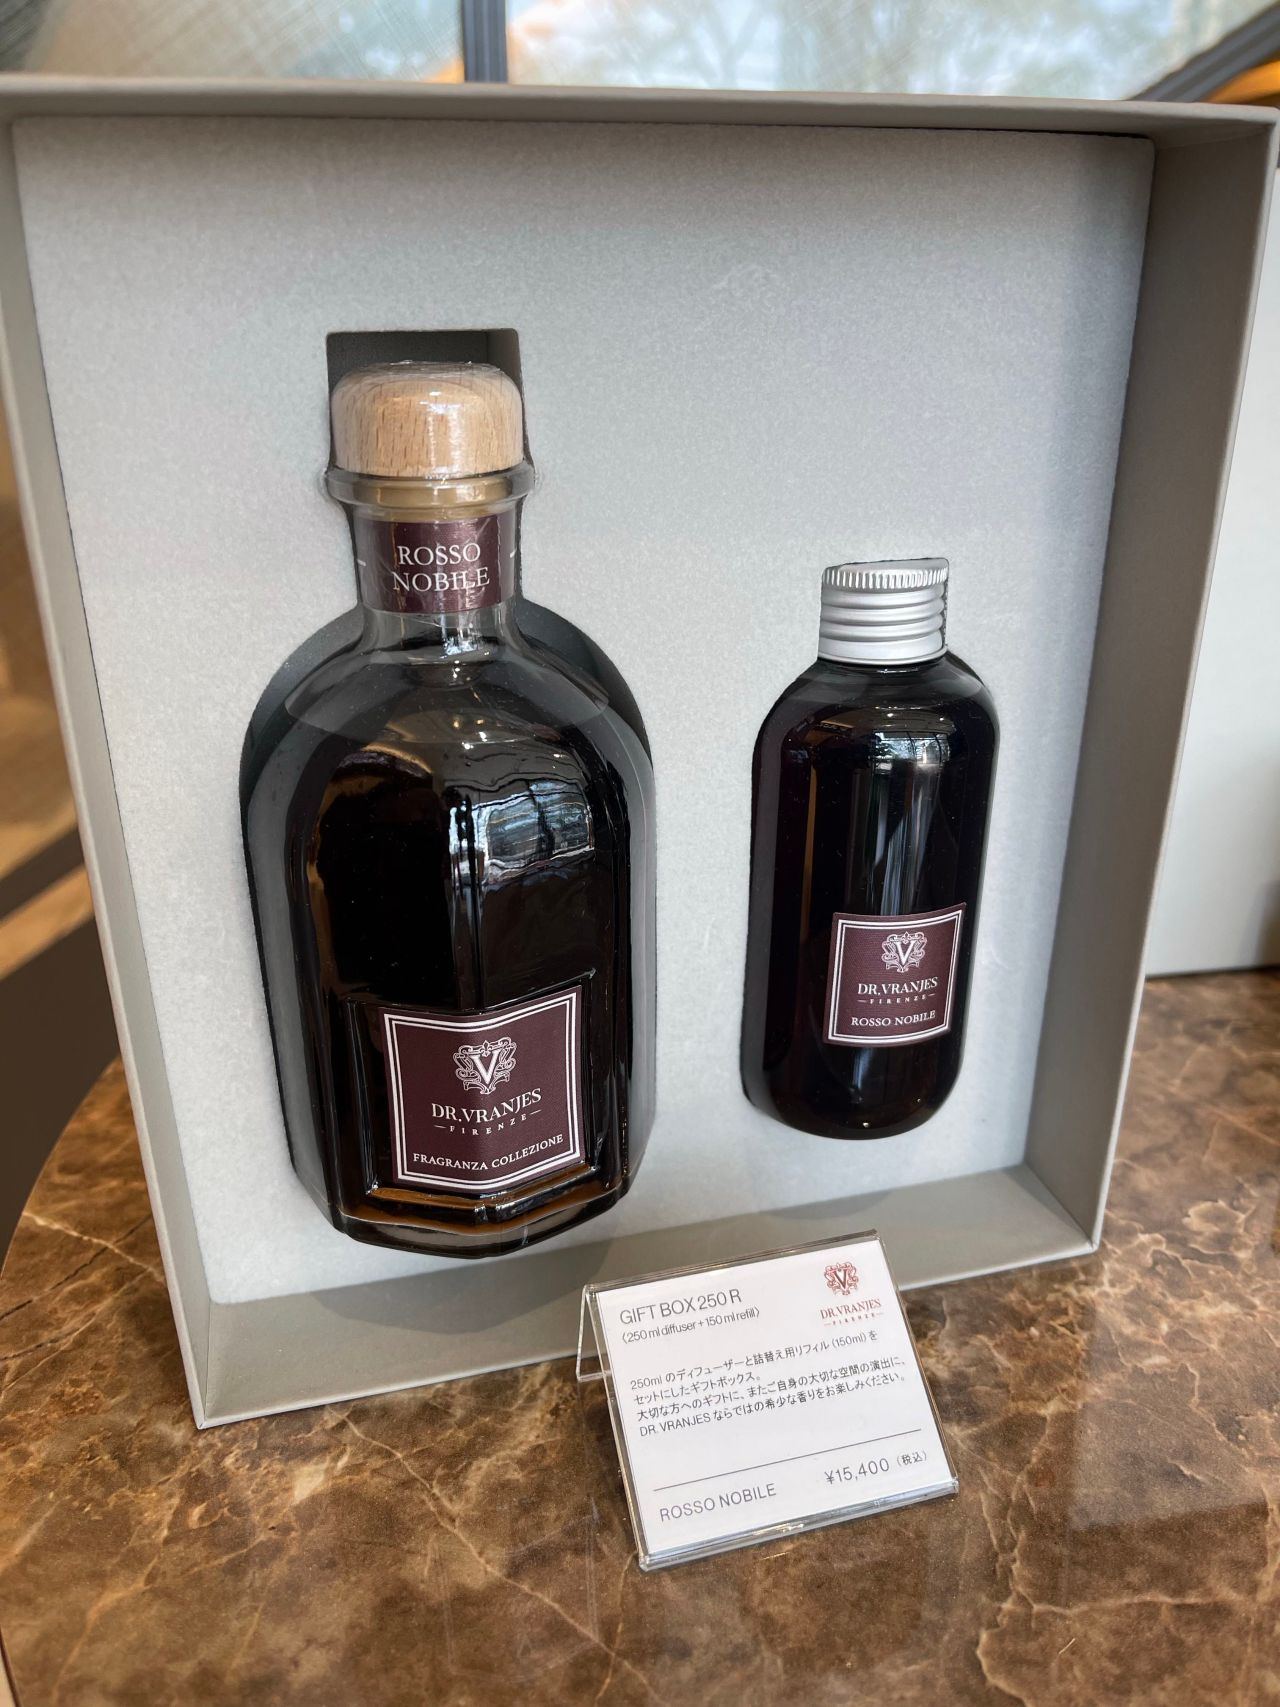 ROSSO
NOBILE
V
DR.VRANJES
FIRENZE
FRAGRANZA COLLEZIONE
V
DR.VRANJES
FIRENZE
ROSSO NOBILE
GIFT BOX 250 R
〈250 ml diffuser + 150 ml refill〉
V
DR.VRANJES
FIRENZE
250ml のディフューザーと詰替え用リフィル (150ml) を
セットにしたギフトボックス。
大切な方へのギフトに、またご自身の大切な空間の演出に、
DR. VRANJES ならではの希少な香りをお楽しみください。
ROSSO NOBILE ¥15,400 (税込)